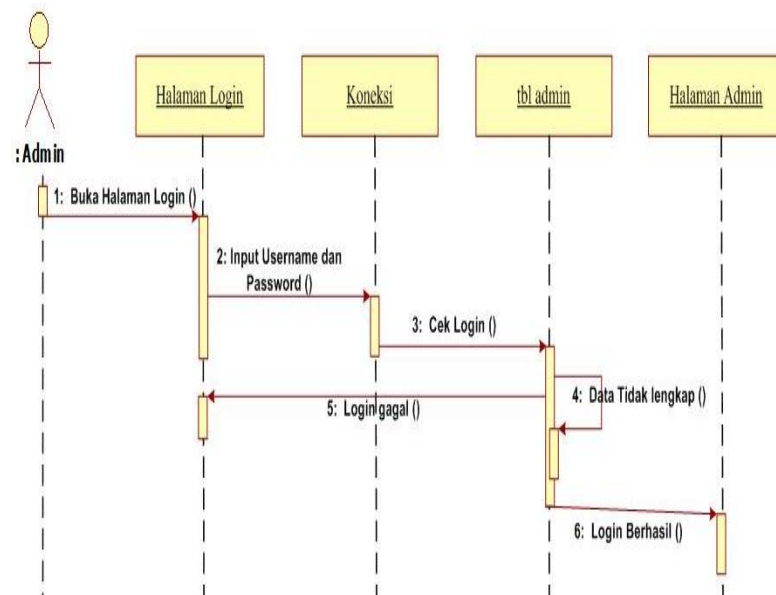 Halaman Login
Koneksi
tbl admin
Halaman Admin
: Admin
1: Buka Halaman Login ()
2: Input Username dan
Password ()
3: Cek Login ()
4: Data Tidak lengkap ()
5: Login gagal ()
6: Login Berhasil ()